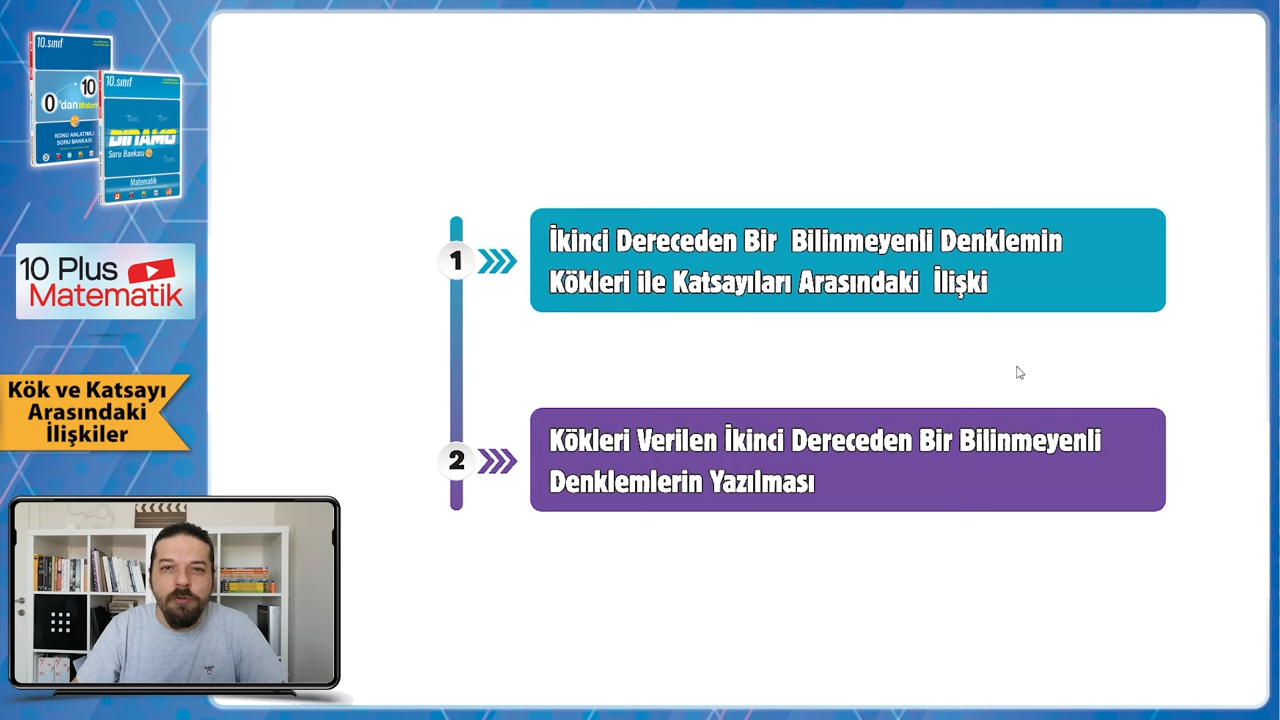 10.sınıf
10
0 'dan Matem
KONU ANLATIMLI
SORU BANKASI
10.sınıf
DİNAMO
Soru Bankası
Matematik
10 Plus
Matematik
Kök ve Katsayı
Arasındaki
İlişkiler
1
İkinci Dereceden Bir Bilinmeyenli Denklemin
Kökleri ile Katsayıları Arasındaki İlişki
2
Kökleri Verilen İkinci Dereceden Bir Bilinmeyenli
Denklemlerin Yazılması